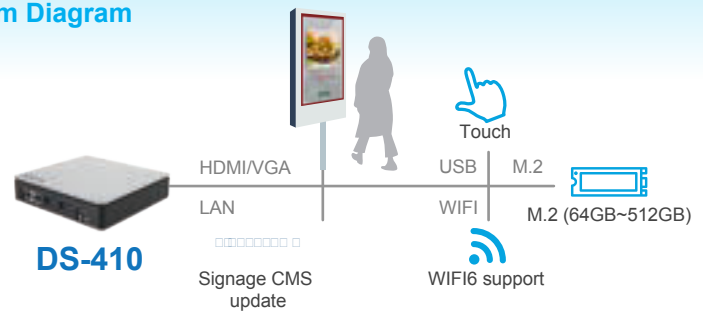 m Diagram
Touch
HDMI/VGA
USB
M.2
LAN
WIFI
M.2 (64GB~512GB)
DS-410
Signage CMS
update
WIFI6 support